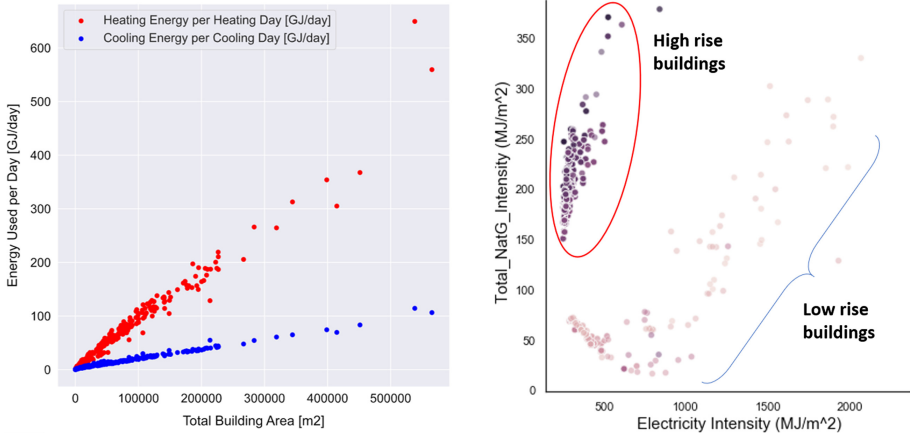 Heating Energy per Heating Day [GJ/day]
Cooling Energy per Cooling Day [GJ/day]
Energy Used per Day [GJ/day]
600
500
400
300
200
100
0
0 100000 200000 300000 400000 500000
Total Building Area [m2]
High rise
buildings
Low rise
buildings
Total_NatG_Intensity (MJ/m^2)
350
300
250
200
150
100
50
0
500 1000 1500 2000
Electricity Intensity (MJ/m^2)